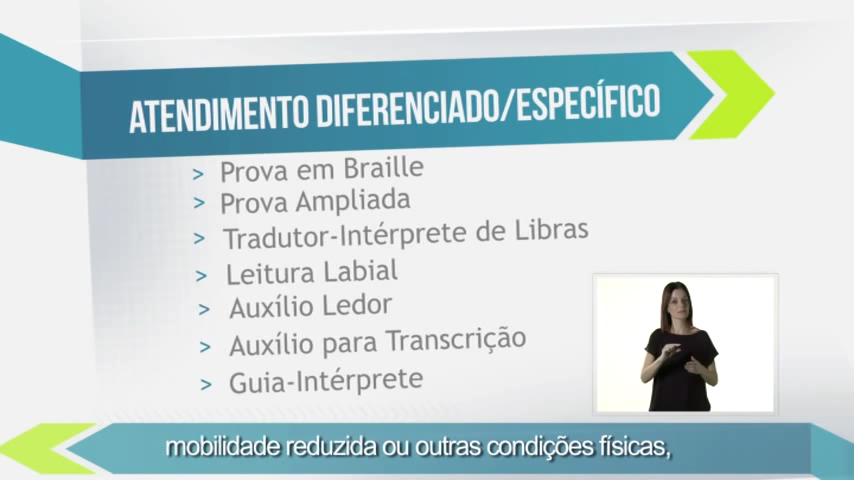 ATENDIMENTO DIFERENCIADO/ESPECÍFICO
> Prova em Braille
> Prova Ampliada
> Tradutor-Intérprete de Libras
> Leitura Labial
> Auxílio Ledor
> Auxílio para Transcrição
> Guia-Intérprete
mobilidade reduzida ou outras condições físicas,